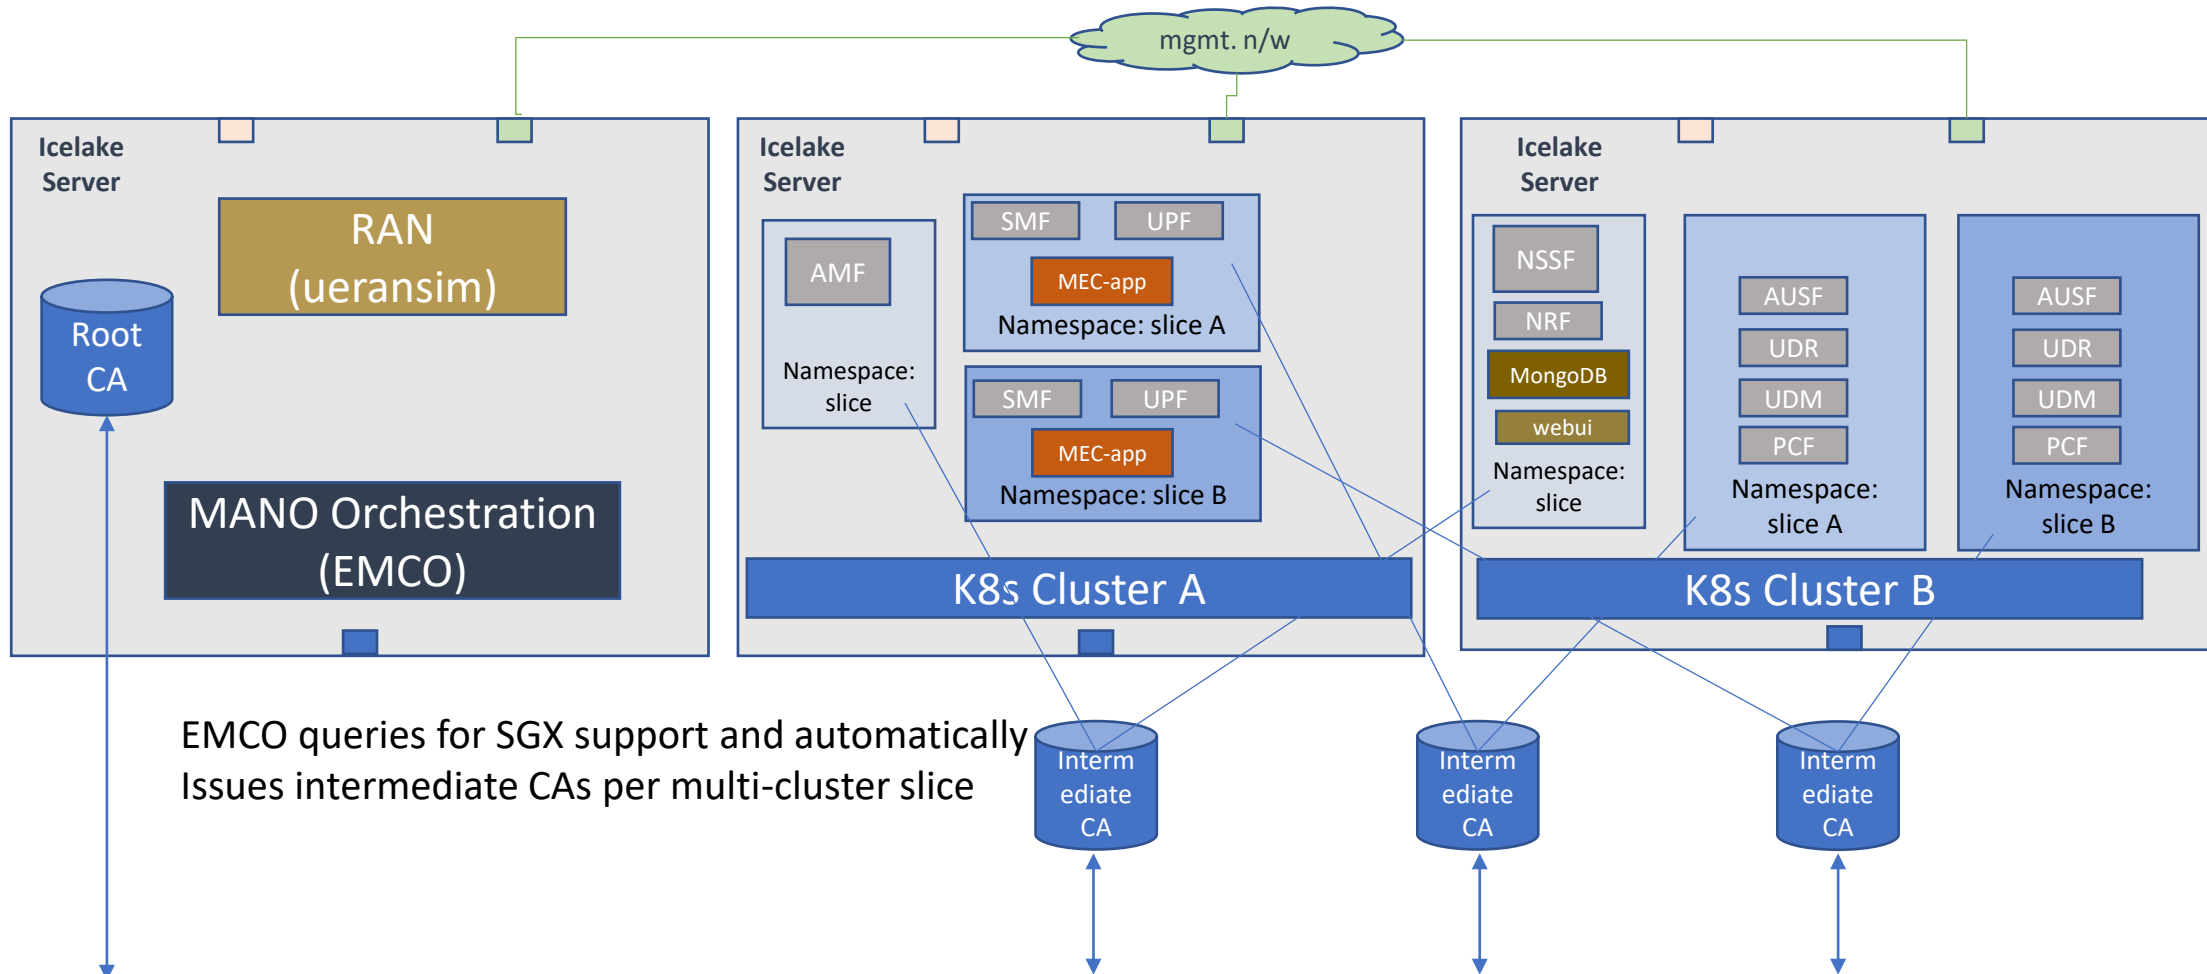 mgmt. n/w
Icelake
Server
RAN
(ueransim)
Root
CA
MANO Orchestration
(EMCO)
Icelake
Server
AMF
Namespace:
slice
SMF
UPF
MEC-app
Namespace: slice A
SMF
UPF
MEC-app
Namespace: slice B
K8s Cluster A
Icelake
Server
NSSF
NRF
MongoDB
webui
Namespace:
slice
AUSF
UDR
UDM
PCF
Namespace:
slice A
AUSF
UDR
UDM
PCF
Namespace:
slice B
K8s Cluster B
EMCO queries for SGX support and automatically
Issues intermediate CAs per multi-cluster slice
Interm
ediate
CA
Interm
ediate
CA
Interm
ediate
CA